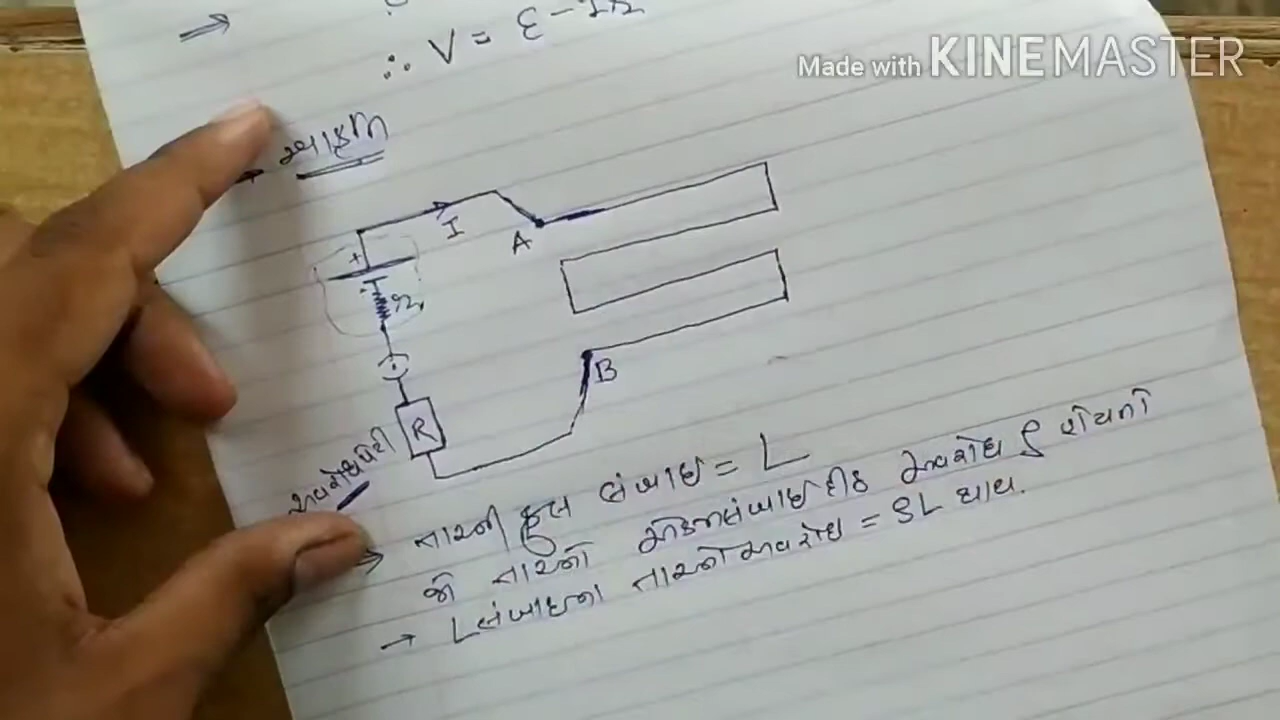 Made with KINEMASTER
∴ V = ε - Ir
+
I
A
r
B
R
અવરોધપેટી
→ તારની કુલ લંબાઈ = L
જો તારનો એકમલંબાઈ દીઠ અવરોધ ρ હોય તો
→ L લંબાઈના તારનો અવરોધ = ρL થાય.